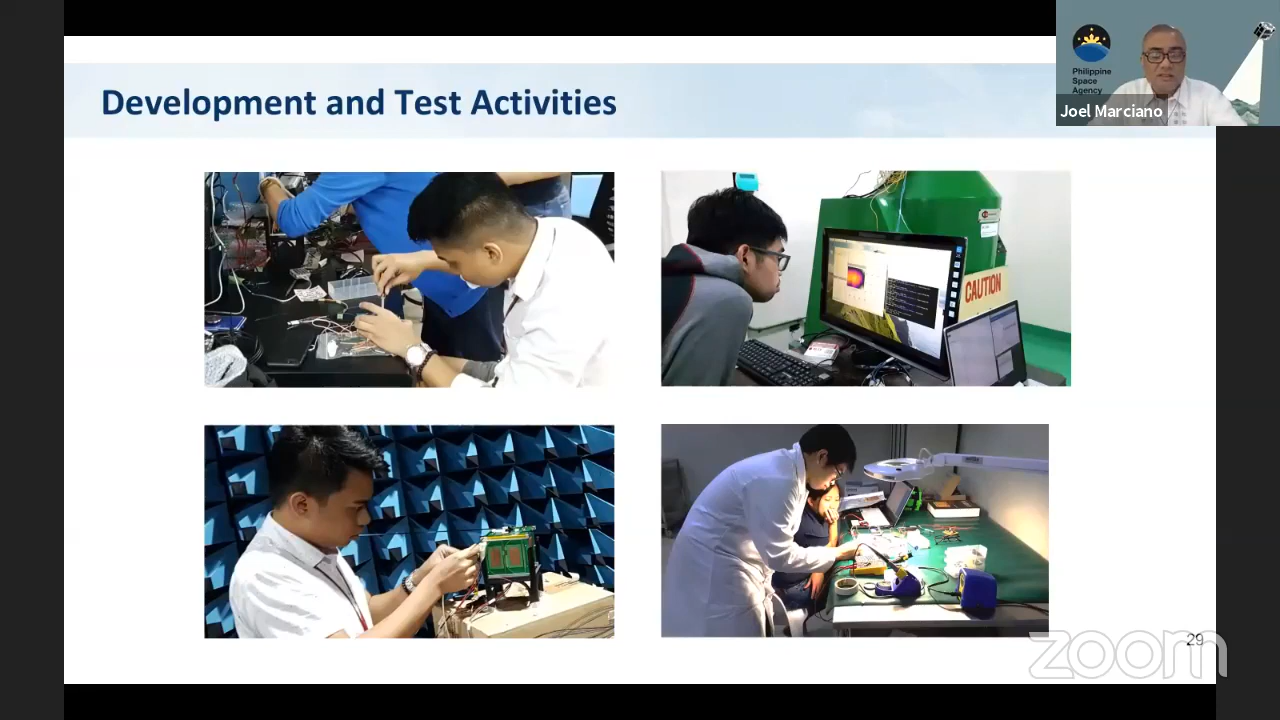 Development and Test Activities
Philippine
Space
Agency
Joel Marciano
CAUTION
29
zoom